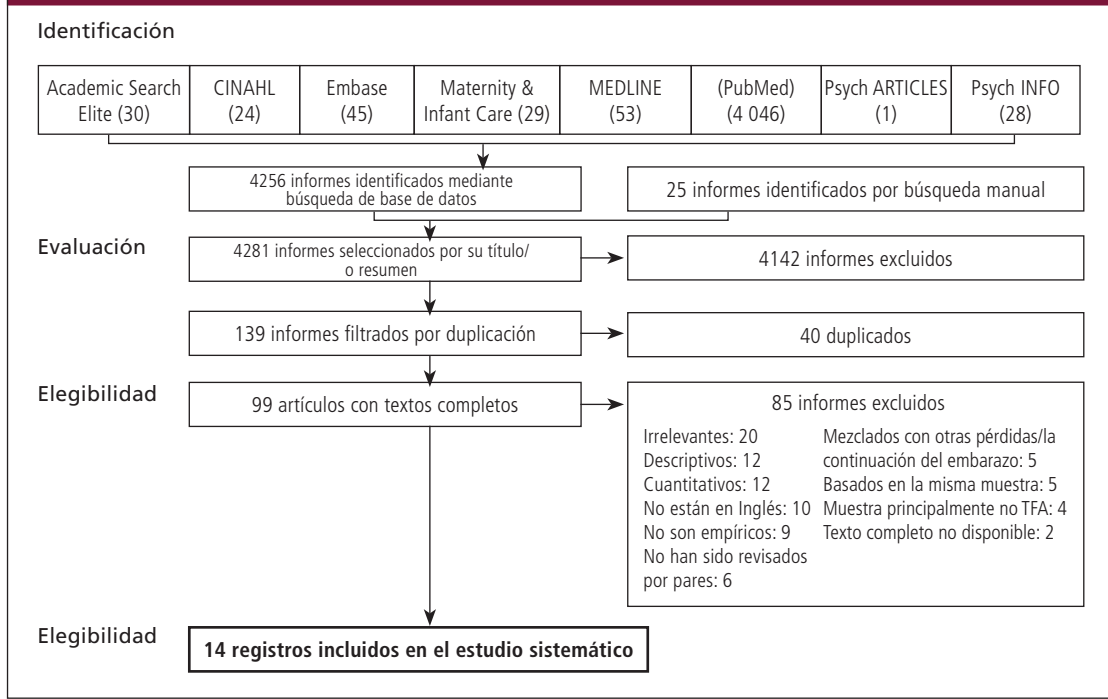 Identificación
Academic Search
Elite (30)
CINAHL
(24)
Embase
(45)
Maternity &
Infant Care (29)
MEDLINE
(53)
(PubMed)
(4 046)
Psych ARTICLES
(1)
Psych INFO
(28)
4256 informes identificados mediante
búsqueda de base de datos
25 informes identificados por búsqueda manual
Evaluación
4281 informes seleccionados por su título/
o resumen
4142 informes excluidos
139 informes filtrados por duplicación
40 duplicados
Elegibilidad
99 artículos con textos completos
85 informes excluidos
Irrelevantes: 20
Descriptivos: 12
Cuantitativos: 12
No están en Inglés: 10
No son empíricos: 9
No han sido revisados
por pares: 6
Mezclados con otras pérdidas/la
continuación del embarazo: 5
Basados en la misma muestra: 5
Muestra principalmente no TFA: 4
Texto completo no disponible: 2
Elegibilidad
14 registros incluidos en el estudio sistemático